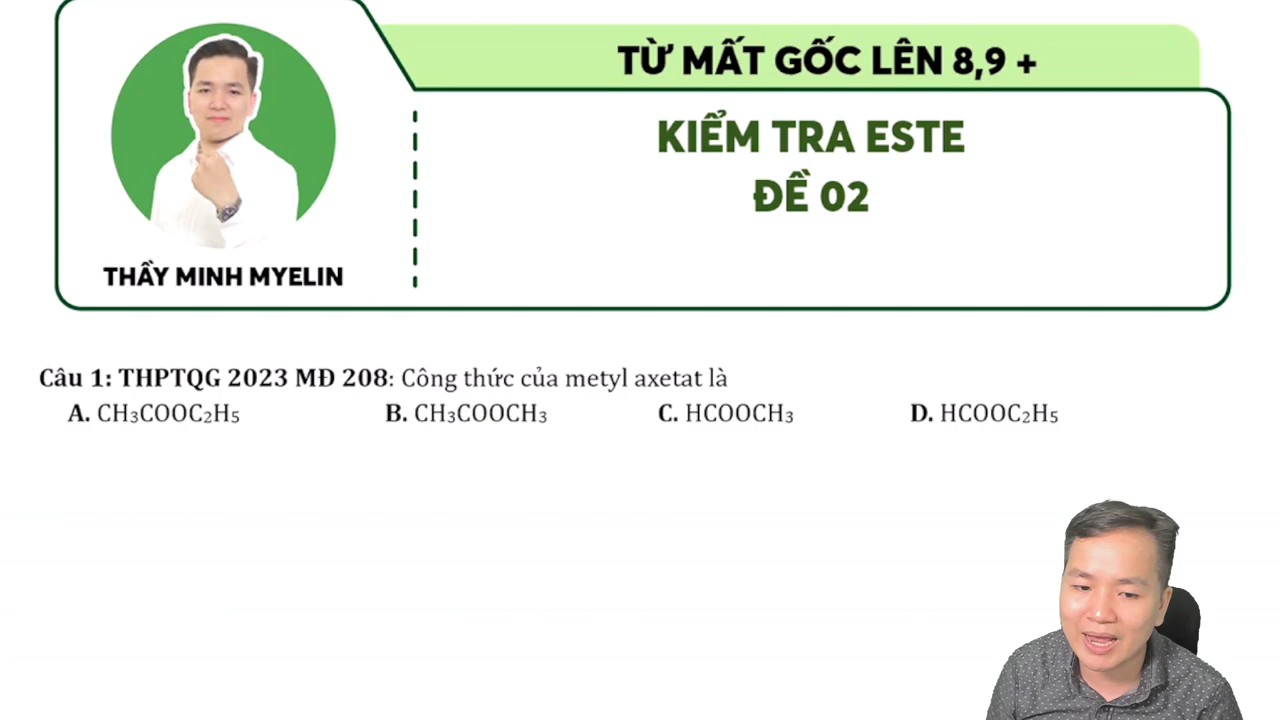 TỪ MẤT GỐC LÊN 8,9 +
KIỂM TRA ESTE
ĐỀ 02
THẦY MINH MYELIN
Câu 1: THPTQG 2023 MĐ 208: Công thức của metyl axetat là
A. CH₃COOC₂H₅ B. CH₃COOCH₃ C. HCOOCH₃ D. HCOOC₂H₅